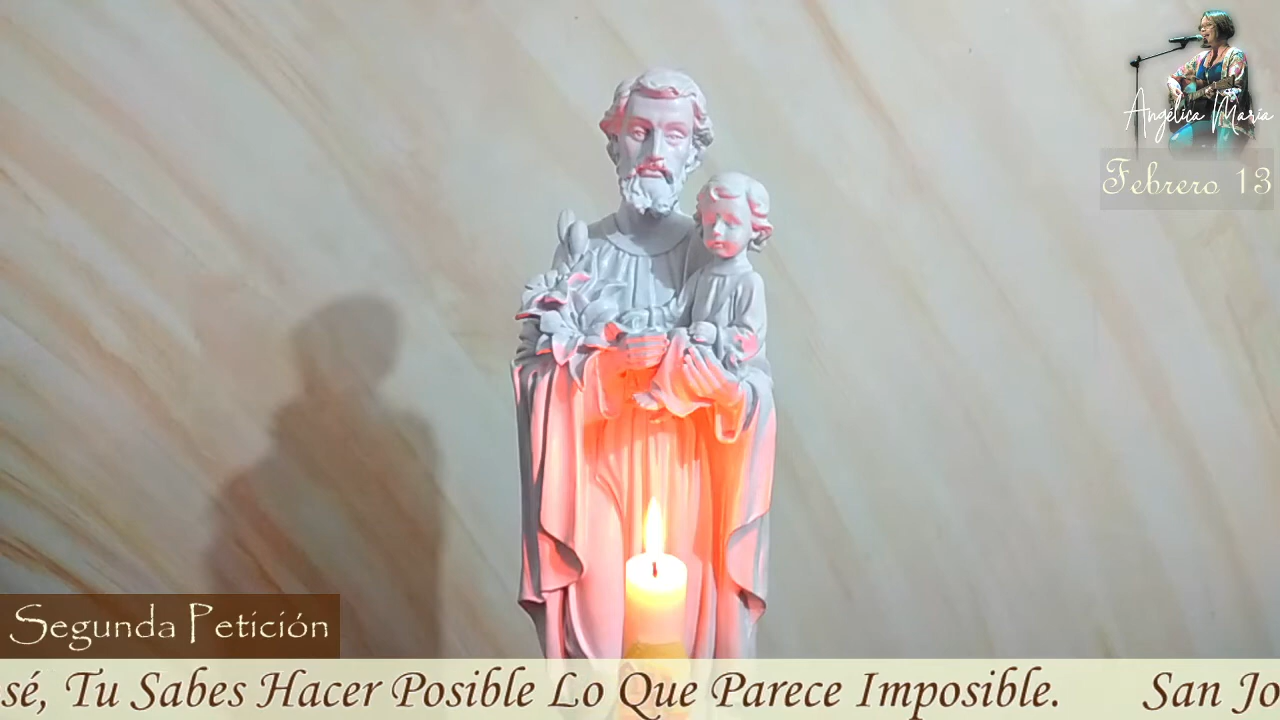 Angélica María
Febrero 13
Segunda Petición
sé, Tu Sabes Hacer Posible Lo Que Parece Imposible. San Jo